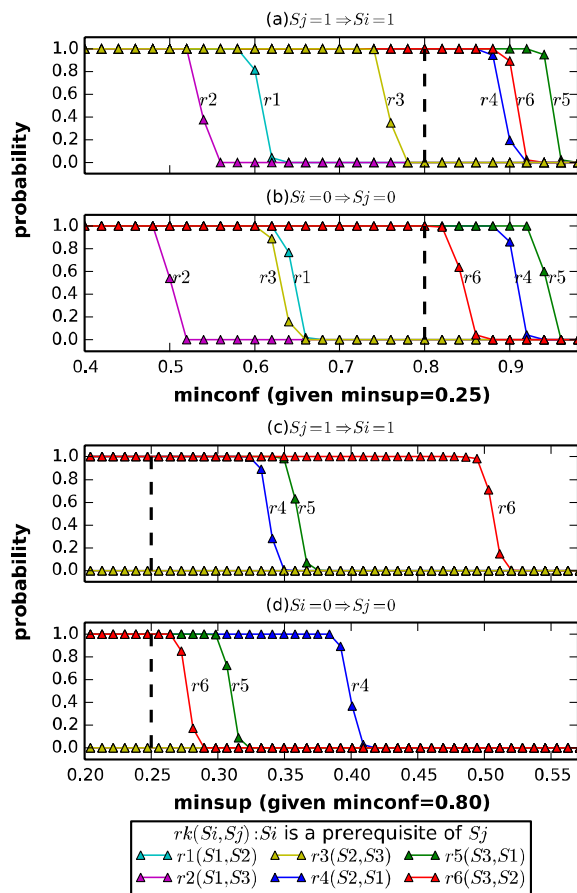 (a)Sj=1⇒Si=1
1.0
0.8
0.6
0.4
0.2
0.0
r2
r1
r3
r4
r6
r5
(b)Si=0⇒Sj=0
1.0
0.8
0.6
0.4
0.2
0.0
r2
r3
r1
r6
r4
r5
probability
0.4 0.5 0.6 0.7 0.8 0.9
minconf (given minsup=0.25)
(c)Sj=1⇒Si=1
1.0
0.8
0.6
0.4
0.2
0.0
r4
r5
r6
(d)Si=0⇒Sj=0
1.0
0.8
0.6
0.4
0.2
0.0
r6
r5
r4
probability
0.20 0.25 0.30 0.35 0.40 0.45 0.50 0.55
minsup (given minconf=0.80)
rk(Si,Sj):Si is a prerequisite of Sj
r1(S1,S2) r3(S2,S3) r5(S3,S1)
r2(S1,S3) r4(S2,S1) r6(S3,S2)